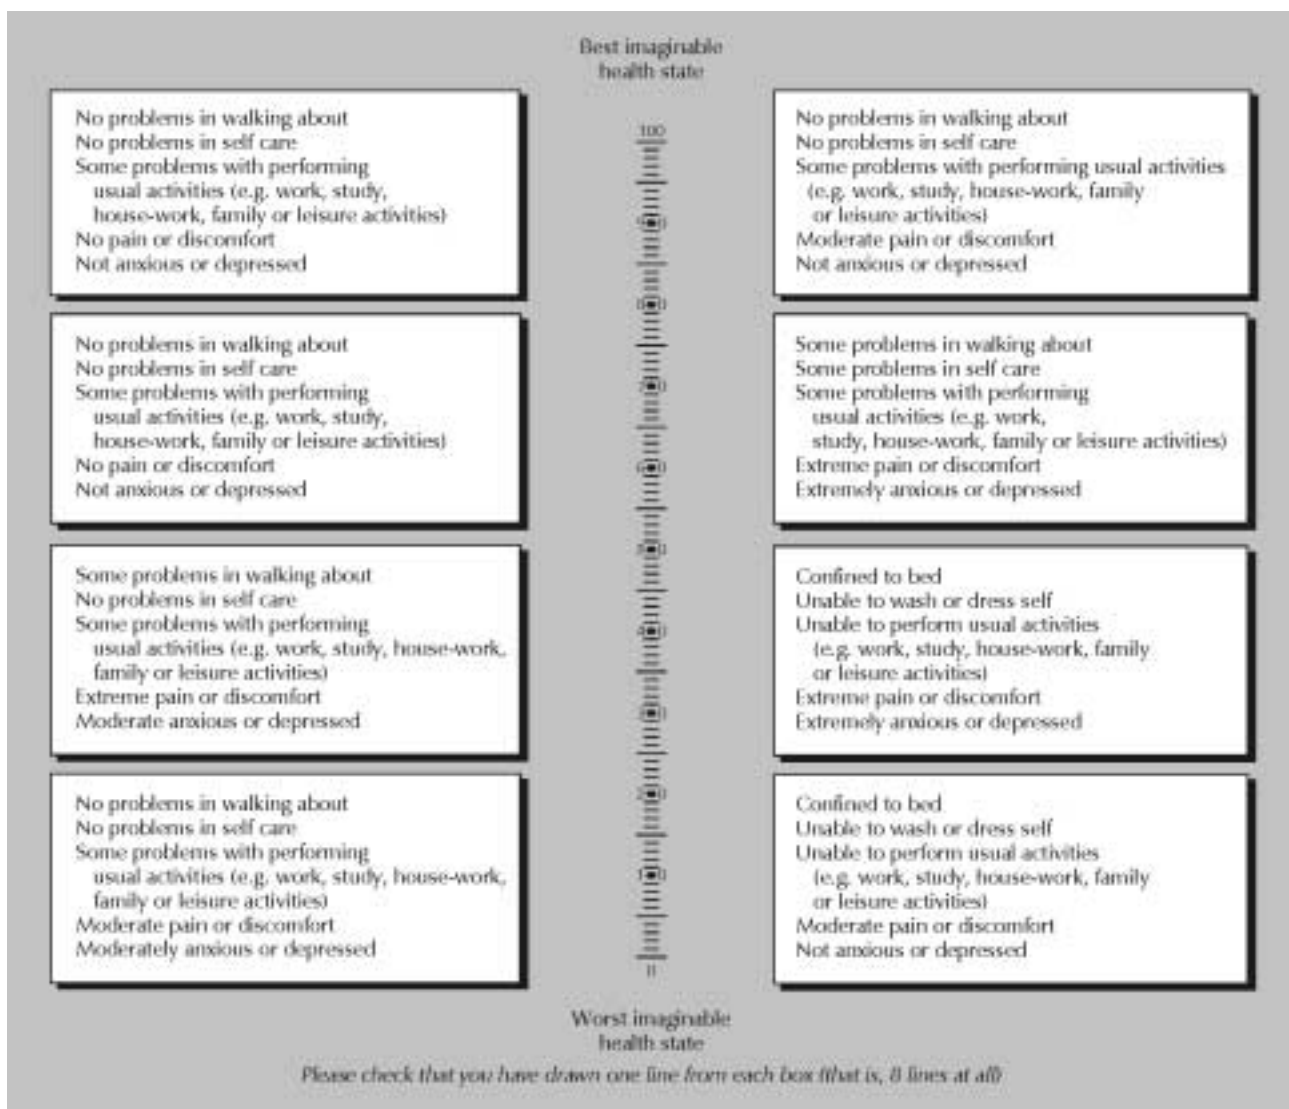 Best imaginable
health state
No problems in walking about
No problems in self care
Some problems with performing
usual activities (e.g. work, study,
house-work, family or leisure activities)
No pain or discomfort
Not anxious or depressed
No problems in walking about
No problems in self care
Some problems with performing
usual activities (e.g. work, study,
house-work, family or leisure activities)
No pain or discomfort
Not anxious or depressed
Some problems in walking about
No problems in self care
Some problems with performing
usual activities (e.g. work, study, house-work,
family or leisure activities)
Extreme pain or discomfort
Moderate anxious or depressed
No problems in walking about
No problems in self care
Some problems with performing
usual activities (e.g. work, study, house-work,
family or leisure activities)
Moderate pain or discomfort
Moderately anxious or depressed
100
90
80
70
60
50
40
30
20
10
0
No problems in walking about
No problems in self care
Some problems with performing usual activities
(e.g. work, study, house-work, family
or leisure activities)
Moderate pain or discomfort
Not anxious or depressed
Some problems in walking about
Some problems in self care
Some problems with performing
usual activities (e.g. work,
study, house-work, family or leisure activities)
Extreme pain or discomfort
Extremely anxious or depressed
Confined to bed
Unable to wash or dress self
Unable to perform usual activities
(e.g. work, study, house-work, family
or leisure activities)
Extreme pain or discomfort
Extremely anxious or depressed
Confined to bed
Unable to wash or dress self
Unable to perform usual activities
(e.g. work, study, house-work, family
or leisure activities)
Moderate pain or discomfort
Not anxious or depressed
Worst imaginable
health state
Please check that you have drawn one line from each box (that is, 8 lines at all)